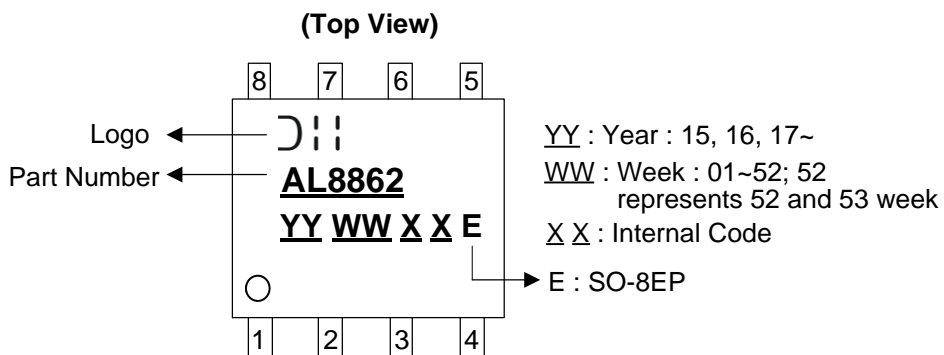 (Top View)
8 7 6 5
Logo
Part Number
AL8862
YY WW X X E
1 2 3 4
YY : Year : 15, 16, 17~
WW : Week : 01~52; 52
represents 52 and 53 week
X X : Internal Code
E : SO-8EP